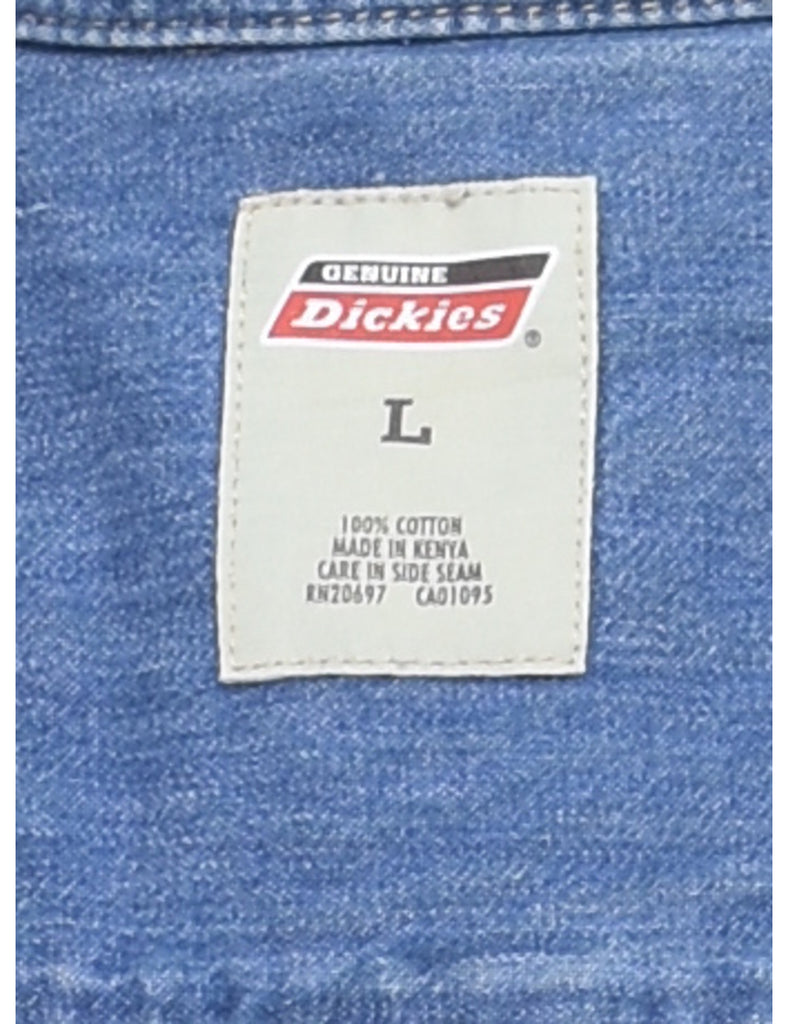 GENUINE
Dickies®
L
100% COTTON
MADE IN KENYA
CARE IN SIDE SEAM
RN20697 CA01095